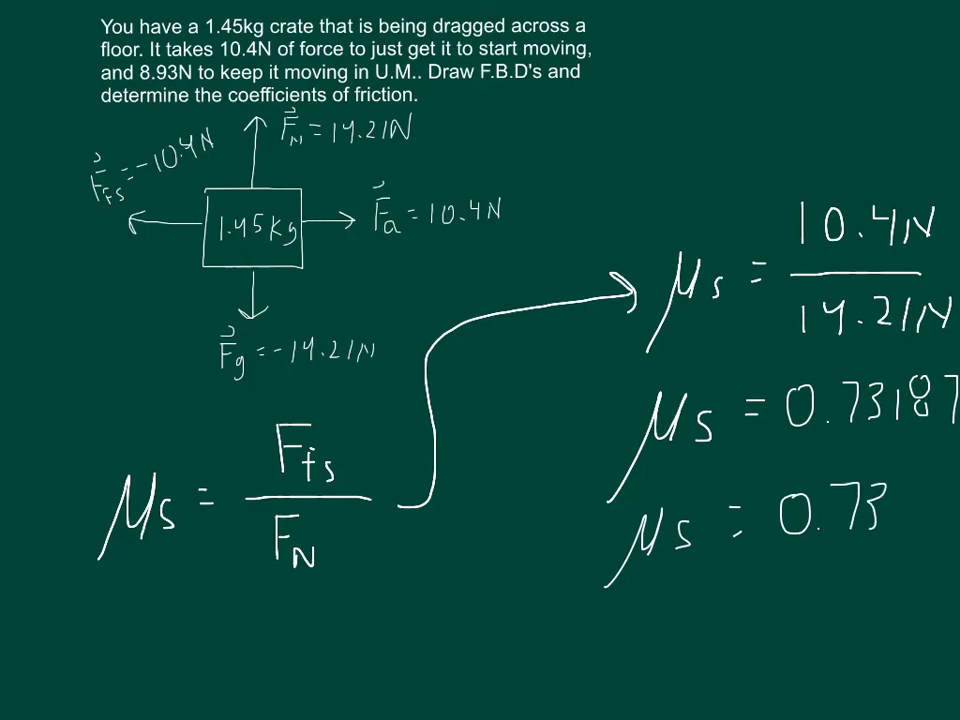 You have a 1.45kg crate that is being dragged across a
floor. It takes 10.4N of force to just get it to start moving,
and 8.93N to keep it moving in U.M.. Draw F.B.D's and
determine the coefficients of friction.
F⃗fs = -10.4N
F⃗N = 14.21N
1.45kg
F⃗a = 10.4N
F⃗g = -14.21N
μs = Ffs / FN
μs = 10.4N / 14.21N
μs = 0.73187
μs = 0.73